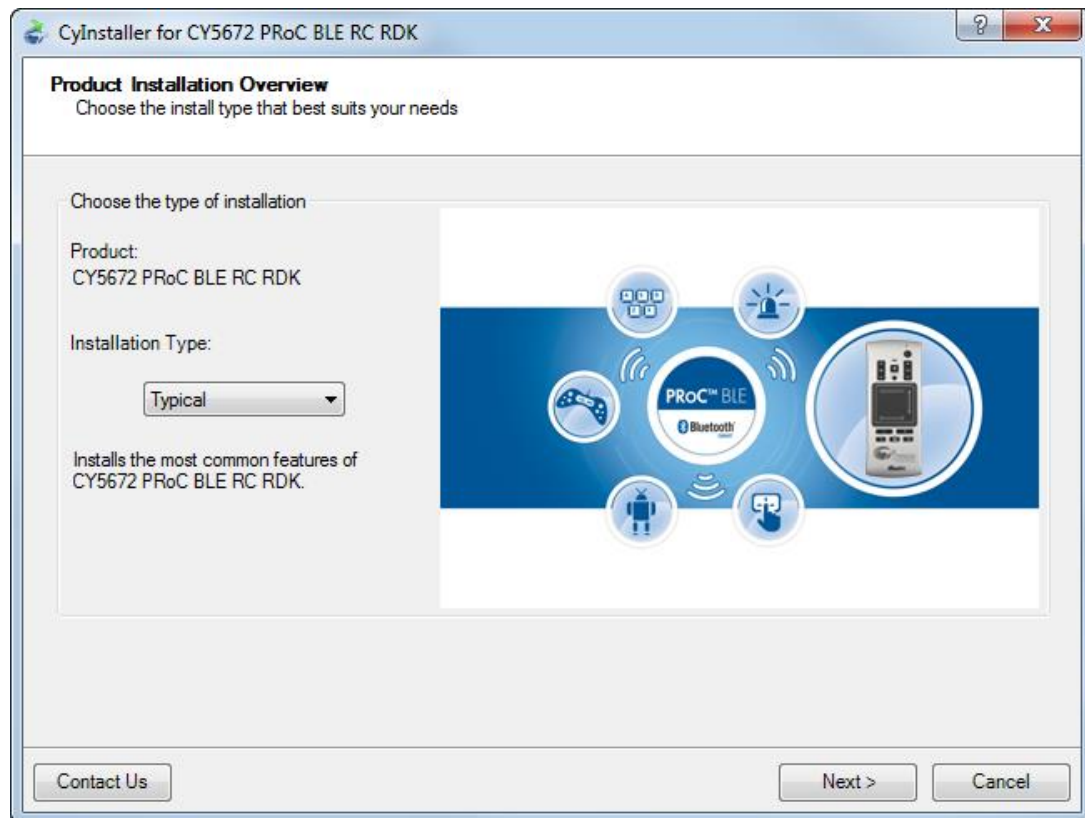 CyInstaller for CY5672 PRoC BLE RC RDK
Product Installation Overview
Choose the install type that best suits your needs
Choose the type of installation
Product:
CY5672 PRoC BLE RC RDK
Installation Type:
Typical
Installs the most common features of
CY5672 PRoC BLE RC RDK.
PRoC™ BLE
Bluetooth
Contact Us
Next >
Cancel